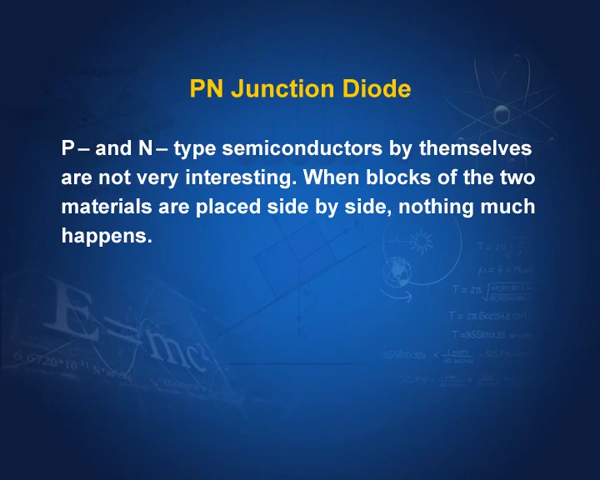 PN Junction Diode
P – and N – type semiconductors by themselves
are not very interesting. When blocks of the two
materials are placed side by side, nothing much
happens.
E=mc²